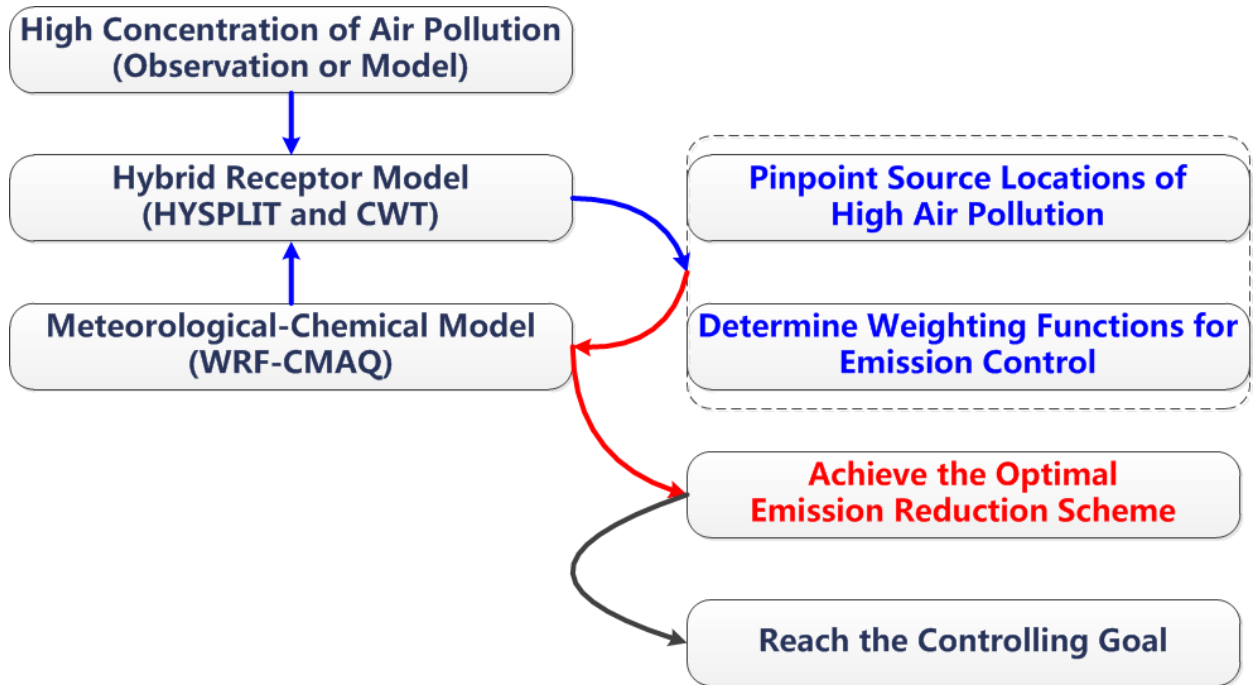 High Concentration of Air Pollution
(Observation or Model)
Hybrid Receptor Model
(HYSPLIT and CWT)
Meteorological-Chemical Model
(WRF-CMAQ)
Pinpoint Source Locations of
High Air Pollution
Determine Weighting Functions for
Emission Control
Achieve the Optimal
Emission Reduction Scheme
Reach the Controlling Goal